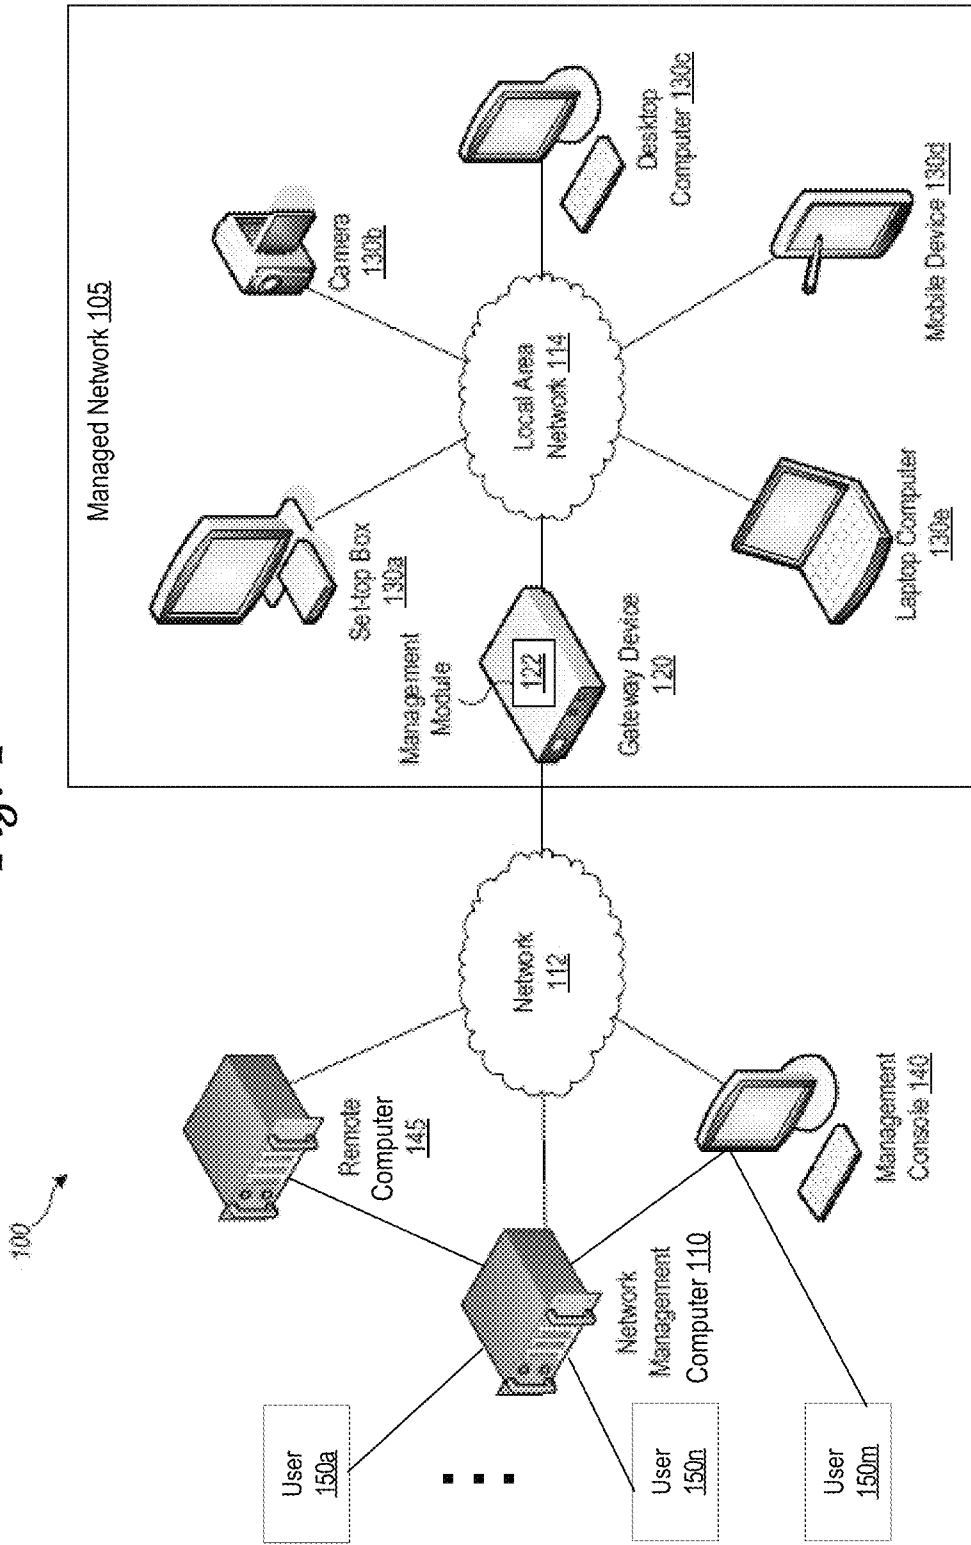 100
Managed Network 105
Set-top Box
130a
Camera
130b
Management
Module
122
Gateway Device
120
Local Area
Network 114
Desktop
Computer 130c
Laptop Computer
130e
Mobile Device 130d
Remote
Computer
145
Network
112
Network
Management
Computer 110
Management
Console 140
User
150a
User
150n
User
150m